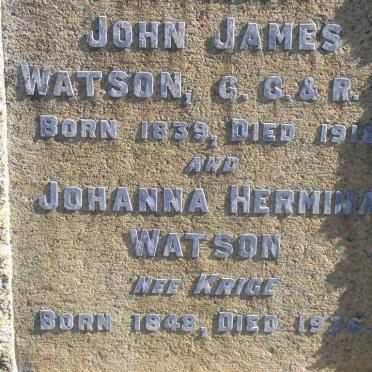 JOHN JAMES
WATSON, C. C. & R.
BORN 1839, DIED
AND
JOHANNA HERMINA
WATSON
NEE KRIGE
BORN 1848, DIED 1936